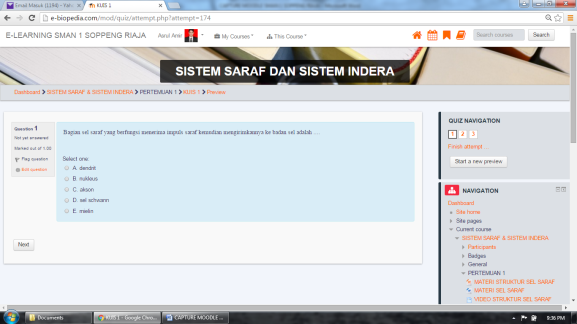 Email Masuk (1194) - Yah
KUIS 1
e-biopedia.com/mod/quiz/attempt.php?attempt=174
E-LEARNING SMAN 1 SOPPENG RIAJA
Asrul Amir
My Courses
This Course
Search courses
Search
SISTEM SARAF DAN SISTEM INDERA
Dashboard > SISTEM SARAF & SISTEM INDERA > PERTEMUAN 1 > KUIS 1 > Preview
Question 1
Not yet answered
Marked out of 1.00
Flag question
Edit question
Bagian sel saraf yang berfungsi menerima impuls saraf kemudian mengirimkannya ke badan sel adalah ...
Select one:
A. dendrit
B. nukleus
C. akson
D. sel schwann
E. mielin
Next
QUIZ NAVIGATION
1 2 3
Finish attempt ...
Start a new preview
NAVIGATION
Dashboard
Site home
Site pages
Current course
SISTEM SARAF & SISTEM INDERA
Participants
Badges
General
PERTEMUAN 1
MATERI STRUKTUR SEL SARAF
MATERI SEL SARAF
VIDEO STRUKTUR SEL SARAF
Documents
KUIS 1 - Google Chro...
CAPTURE MOODLE ...
9:36 PM